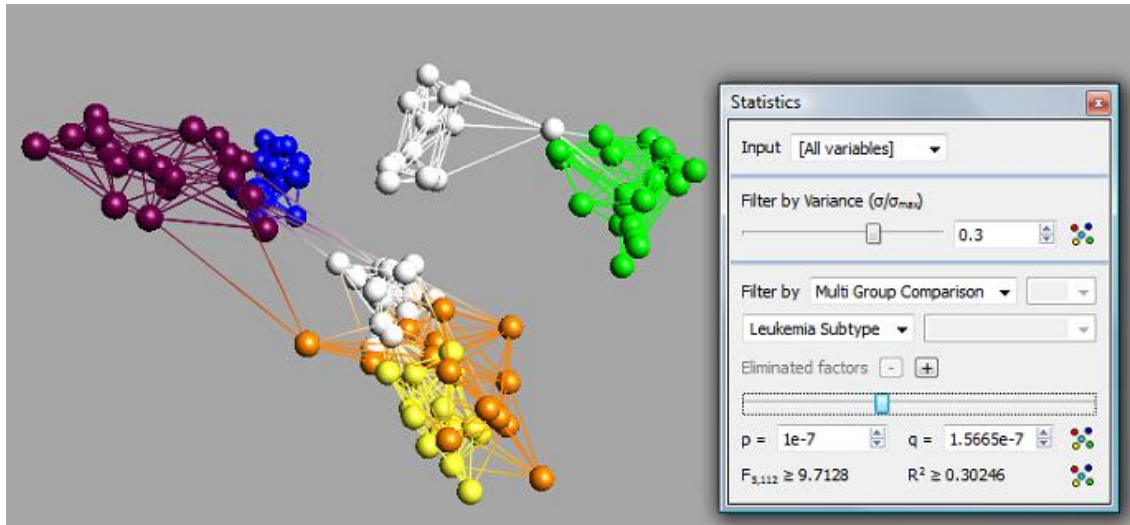 Statistics
Input [All variables]
Filter by Variance (σ/σmax)
0.3
Filter by Multi Group Comparison
Leukemia Subtype
Eliminated factors - +
p = 1e-7 q = 1.5665e-7
F5,112 ≥ 9.7128 R² ≥ 0.30246